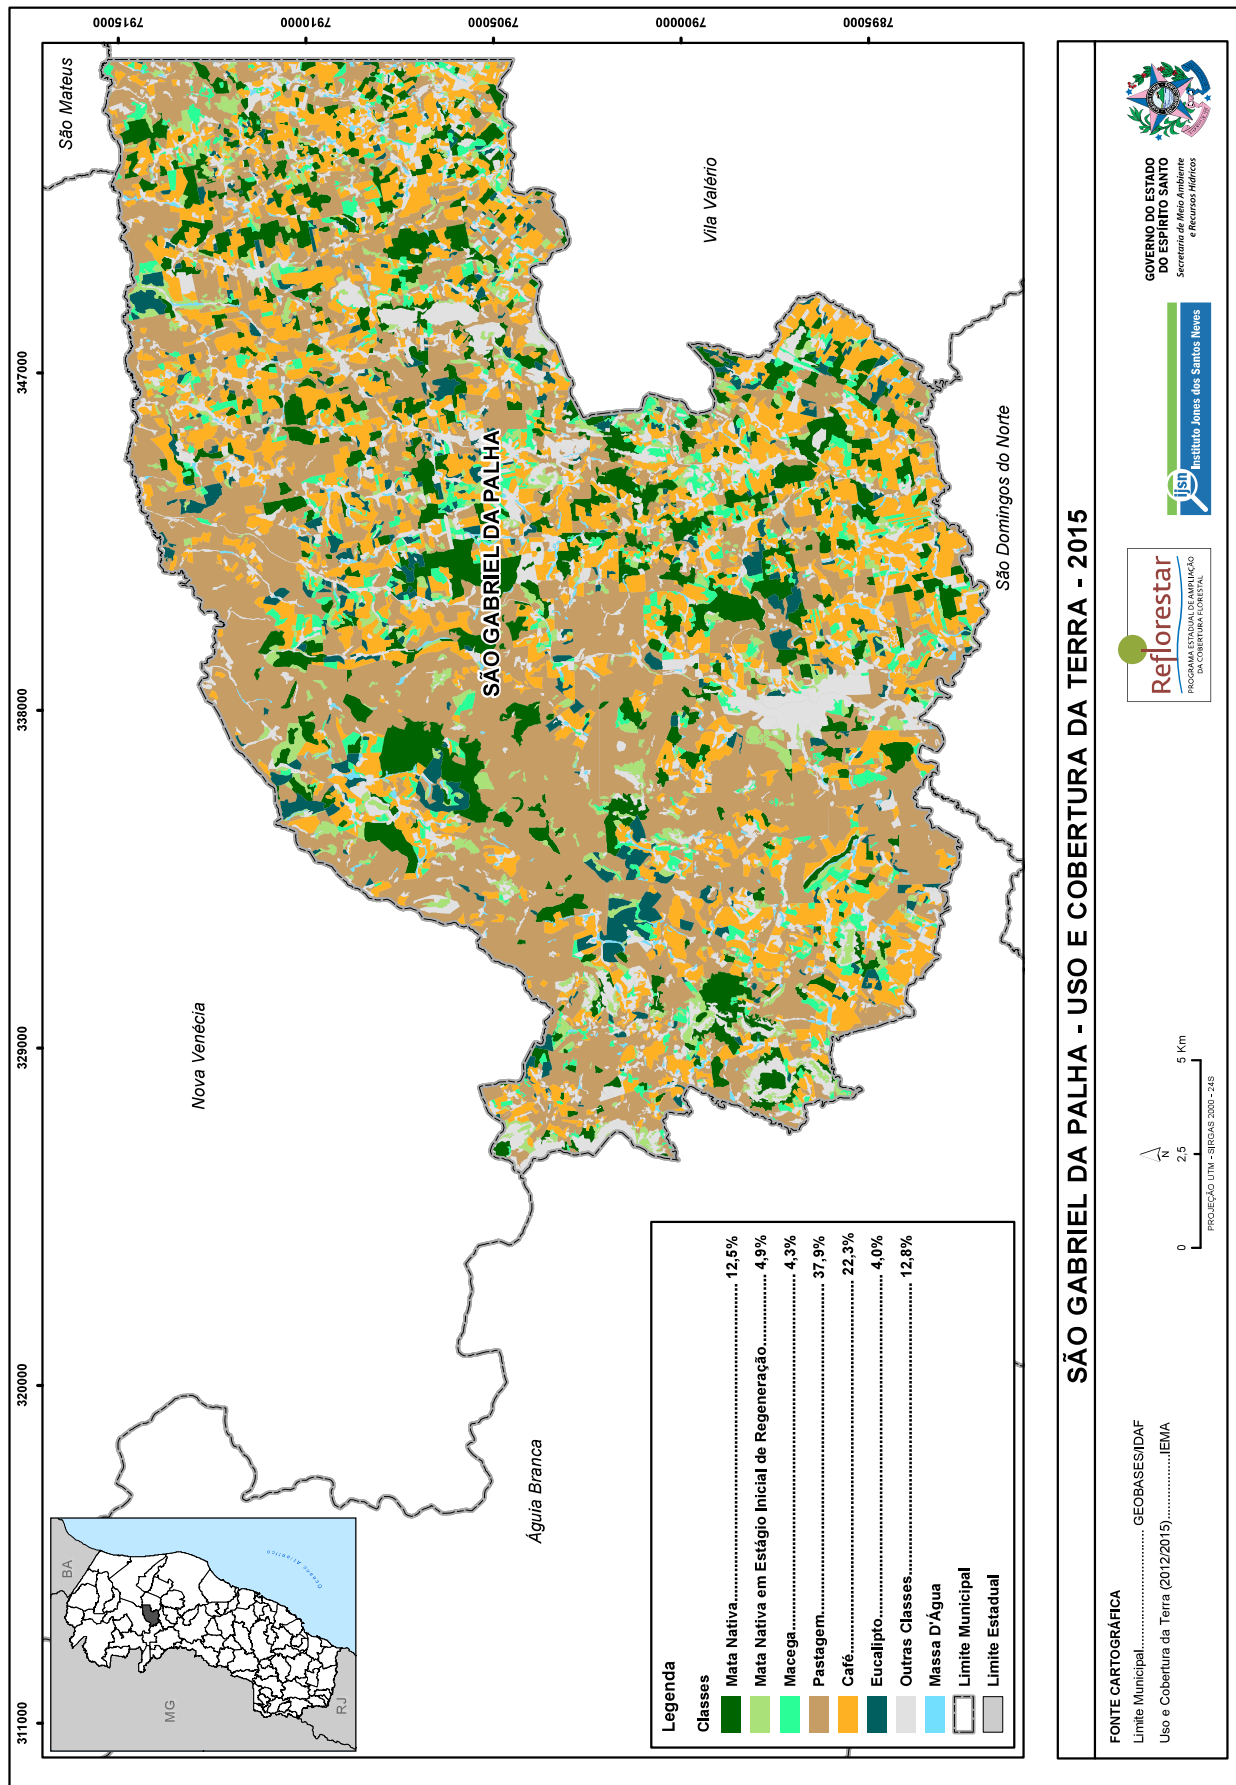 SÃO GABRIEL DA PALHA - USO E COBERTURA DA TERRA - 2015
311000
320000
329000
338000
347000
7915000
7910000
7905000
7900000
7895000
São Mateus
Nova Venécia
Vila Valério
SÃO GABRIEL DA PALHA
São Domingos do Norte
Águia Branca
BA
MG
RJ
Oceano Atlântico
Legenda
Classes
Mata Nativa 12,5%
Mata Nativa em Estágio Inicial de Regeneração 4,9%
Macega 4,3%
Pastagem 37,9%
Café 22,3%
Eucalipto 4,0%
Outras Classes 12,8%
Massa D'Água
Limite Municipal
Limite Estadual
FONTE CARTOGRÁFICA
Limite Municipal GEOBASES/IDAF
Uso e Cobertura da Terra (2012/2015) IEMA
N
0 2,5 5 Km
PROJEÇÃO UTM - SIRGAS 2000 - 24S
Reflorestar
PROGRAMA ESTADUAL DE AMPLIAÇÃO
DA COBERTURA FLORESTAL
ijsn
Instituto Jones dos Santos Neves
GOVERNO DO ESTADO
DO ESPÍRITO SANTO
Secretaria de Meio Ambiente
e Recursos Hídricos